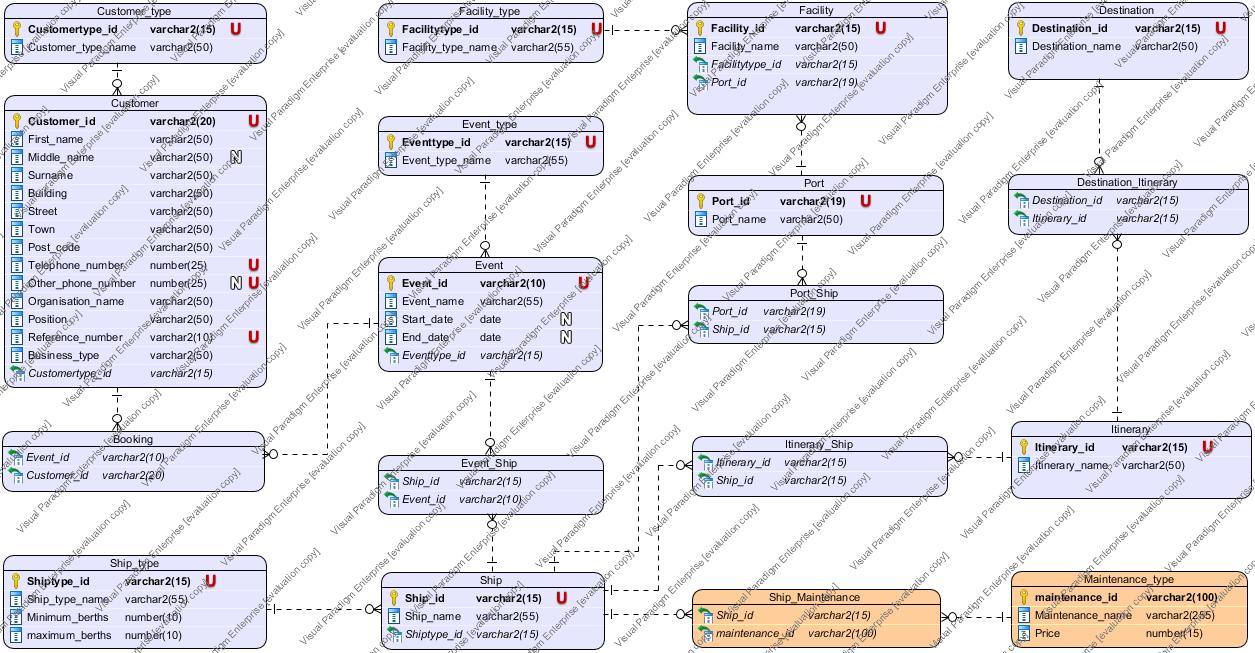 Customer_type
Customertype_id varchar2(15) U
Customer_type_name varchar2(50)
Customer
Customer_id varchar2(20) U
First_name varchar2(50)
Middle_name varchar2(50) N
Surname varchar2(50)
Building varchar2(50)
Street varchar2(50)
Town varchar2(50)
Post_code varchar2(50)
Telephone_number number(25) U
Other_phone_number number(25) N U
Organisation_name varchar2(50)
Position varchar2(50)
Reference_number varchar2(10) U
Business_type varchar2(50)
Customertype_id varchar2(15)
Booking
Event_id varchar2(10)
Customer_id varchar2(20)
Ship_type
Shiptype_id varchar2(15) U
Ship_type_name varchar2(55)
Minimum_berths number(10)
maximum_berths number(10)
Facility_type
Facilitytype_id varchar2(15) U
Facility_type_name varchar2(55)
Event_type
Eventtype_id varchar2(15) U
Event_type_name varchar2(55)
Event
Event_id varchar2(10) U
Event_name varchar2(55)
Start_date date N
End_date date N
Eventtype_id varchar2(15)
Event_Ship
Ship_id varchar2(15)
Event_id varchar2(10)
Ship
Ship_id varchar2(15) U
Ship_name varchar2(55)
Shiptype_id varchar2(15)
Facility
Facility_id varchar2(15) U
Facility_name varchar2(50)
Facilitytype_id varchar2(15)
Port_id varchar2(19)
Port
Port_id varchar2(19) U
Port_name varchar2(50)
Port_Ship
Port_id varchar2(19)
Ship_id varchar2(15)
Itinerary_Ship
Itinerary_id varchar2(15)
Ship_id varchar2(15)
Ship_Maintenance
Ship_id varchar2(15)
maintenance_id varchar2(100)
Destination
Destination_id varchar2(15) U
Destination_name varchar2(50)
Destination_Itinerary
Destination_id varchar2(15)
Itinerary_id varchar2(15)
Itinerary
Itinerary_id varchar2(15) U
Itinerary_name varchar2(50)
Maintenance_type
maintenance_id varchar2(100)
Maintenance_name varchar2(255)
Price number(15)
Visual Paradigm Enterprise [evaluation copy]